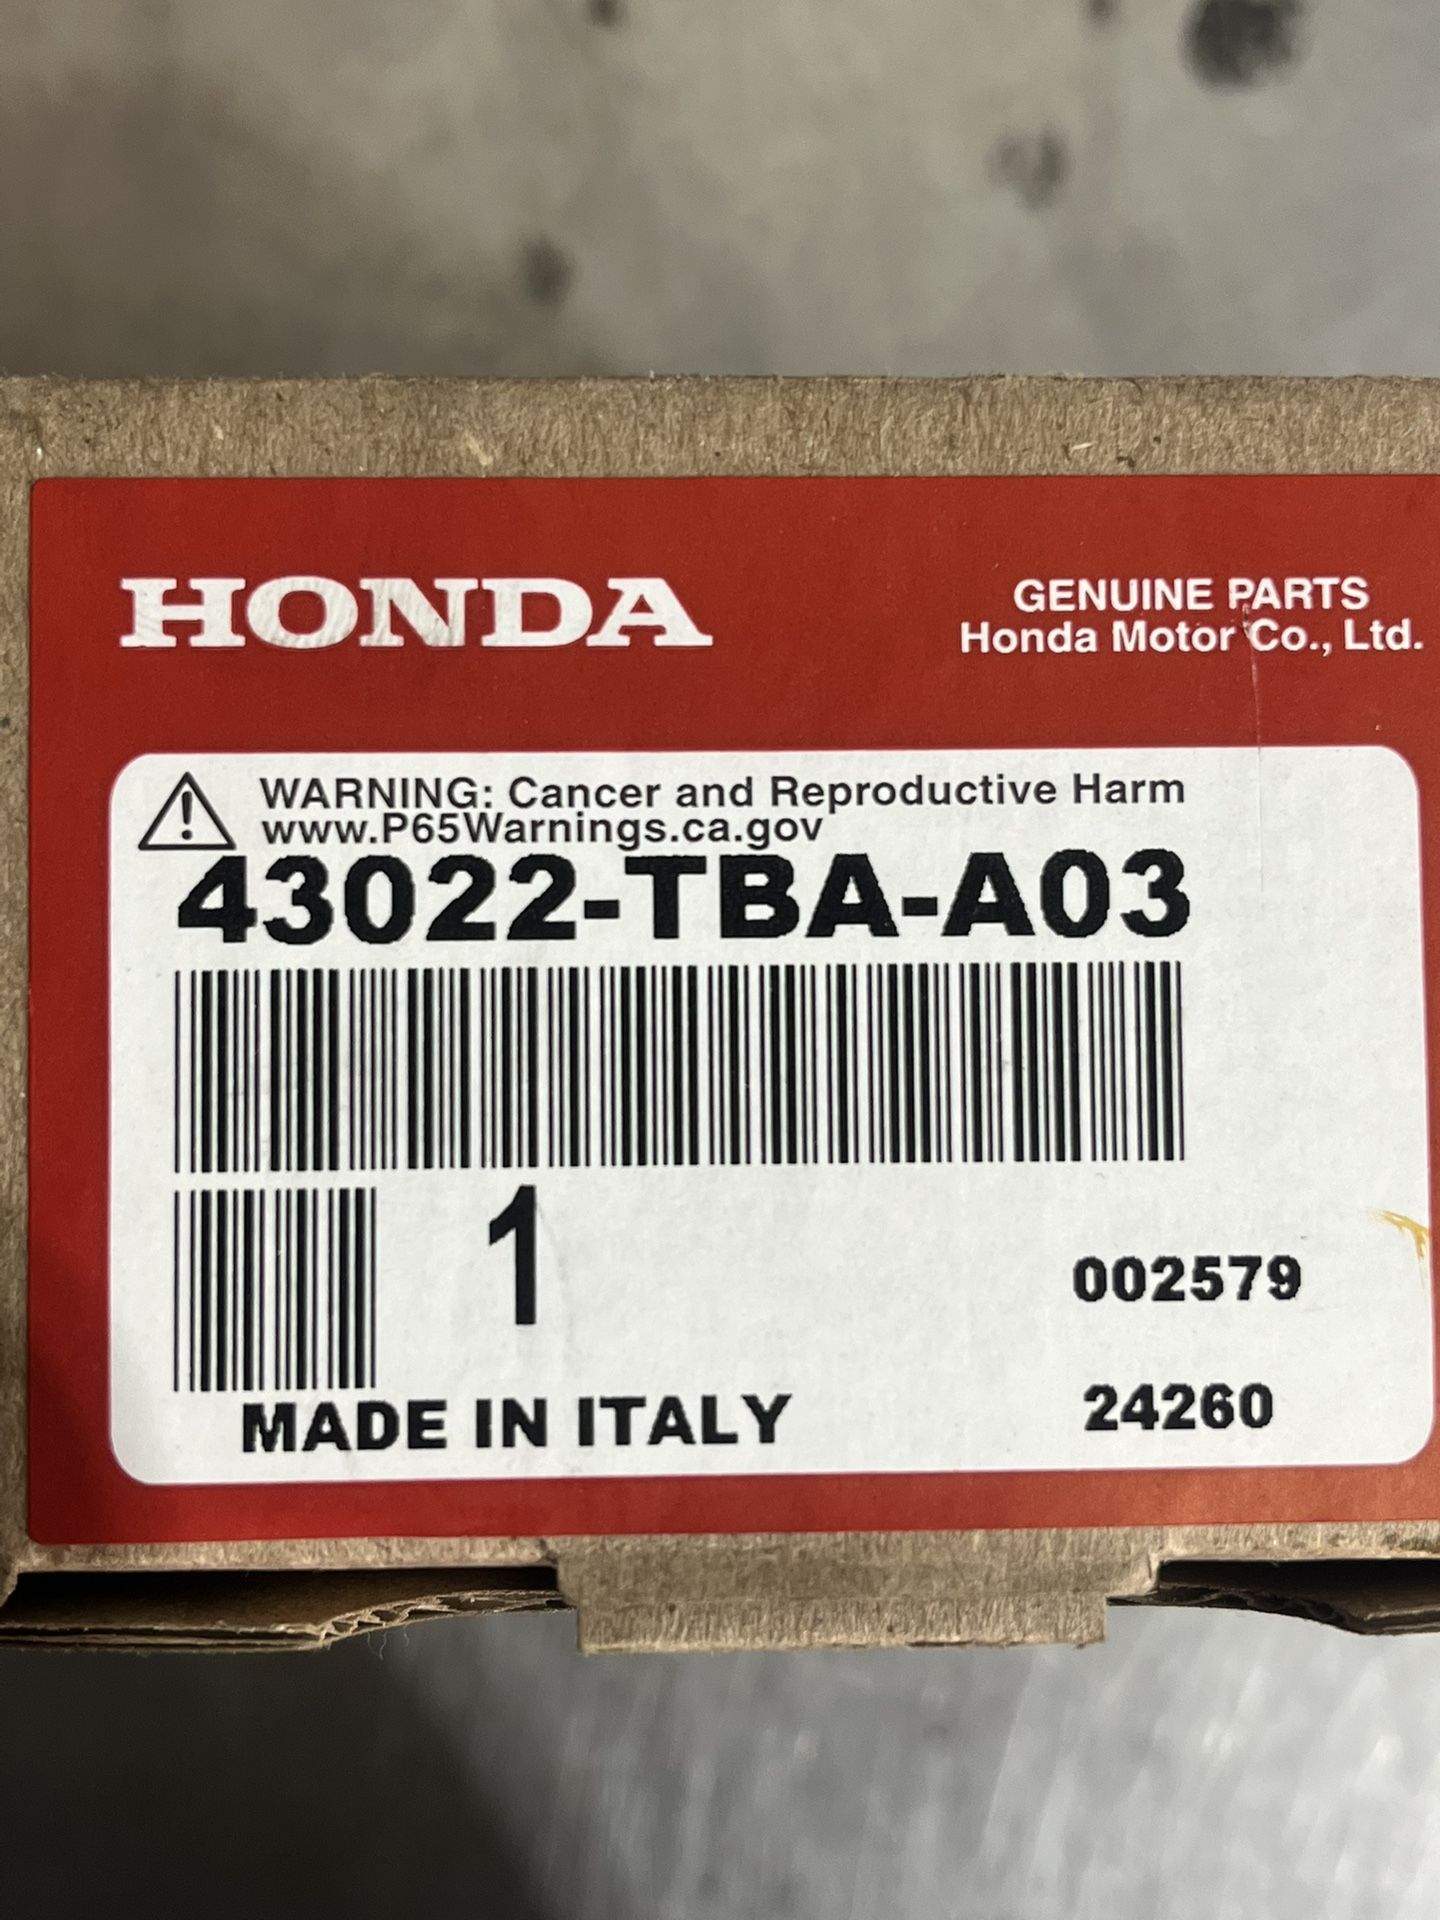 HONDA
GENUINE PARTS
Honda Motor Co., Ltd.
WARNING: Cancer and Reproductive Harm
www.P65Warnings.ca.gov
43022-TBA-A03
1
002579
MADE IN ITALY
24260